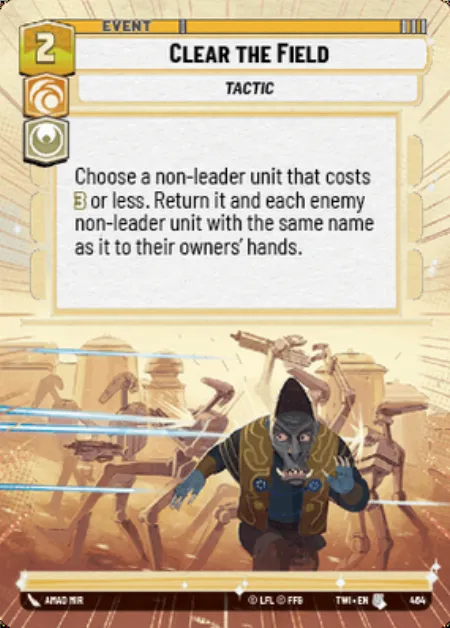 EVENT
2
CLEAR THE FIELD
TACTIC
Choose a non-leader unit that costs
3 or less. Return it and each enemy
non-leader unit with the same name
as it to their owners' hands.
AMAD MIR
© LFL © FFG
TWI • EN
464